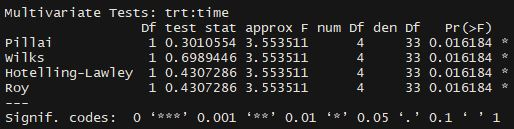 Multivariate Tests: trt:time
                 Df test stat approx F num Df den Df   Pr(>F)
Pillai            1 0.3010554 3.553511      4     33 0.016184 *
Wilks             1 0.6989446 3.553511      4     33 0.016184 *
Hotelling-Lawley  1 0.4307286 3.553511      4     33 0.016184 *
Roy               1 0.4307286 3.553511      4     33 0.016184 *
---
Signif. codes:  0 ‘***’ 0.001 ‘**’ 0.01 ‘*’ 0.05 ‘.’ 0.1 ‘ ’ 1